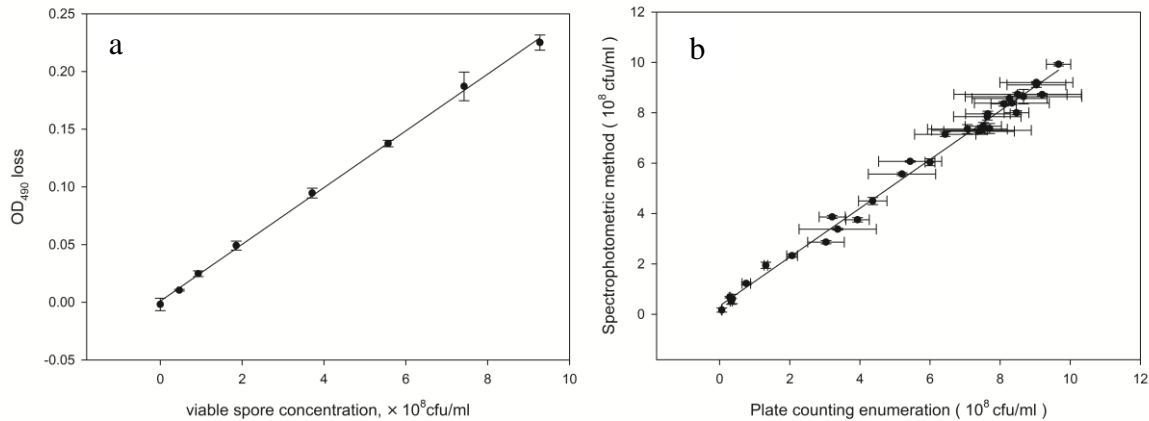 a
0.25
0.20
0.15
0.10
0.05
0.00
-0.05
OD490 loss
0 2 4 6 8 10
viable spore concentration, × 10⁸cfu/ml
b
12
10
8
6
4
2
0
Spectrophotometric method ( 10⁸ cfu/ml )
0 2 4 6 8 10 12
Plate counting enumeration ( 10⁸ cfu/ml )